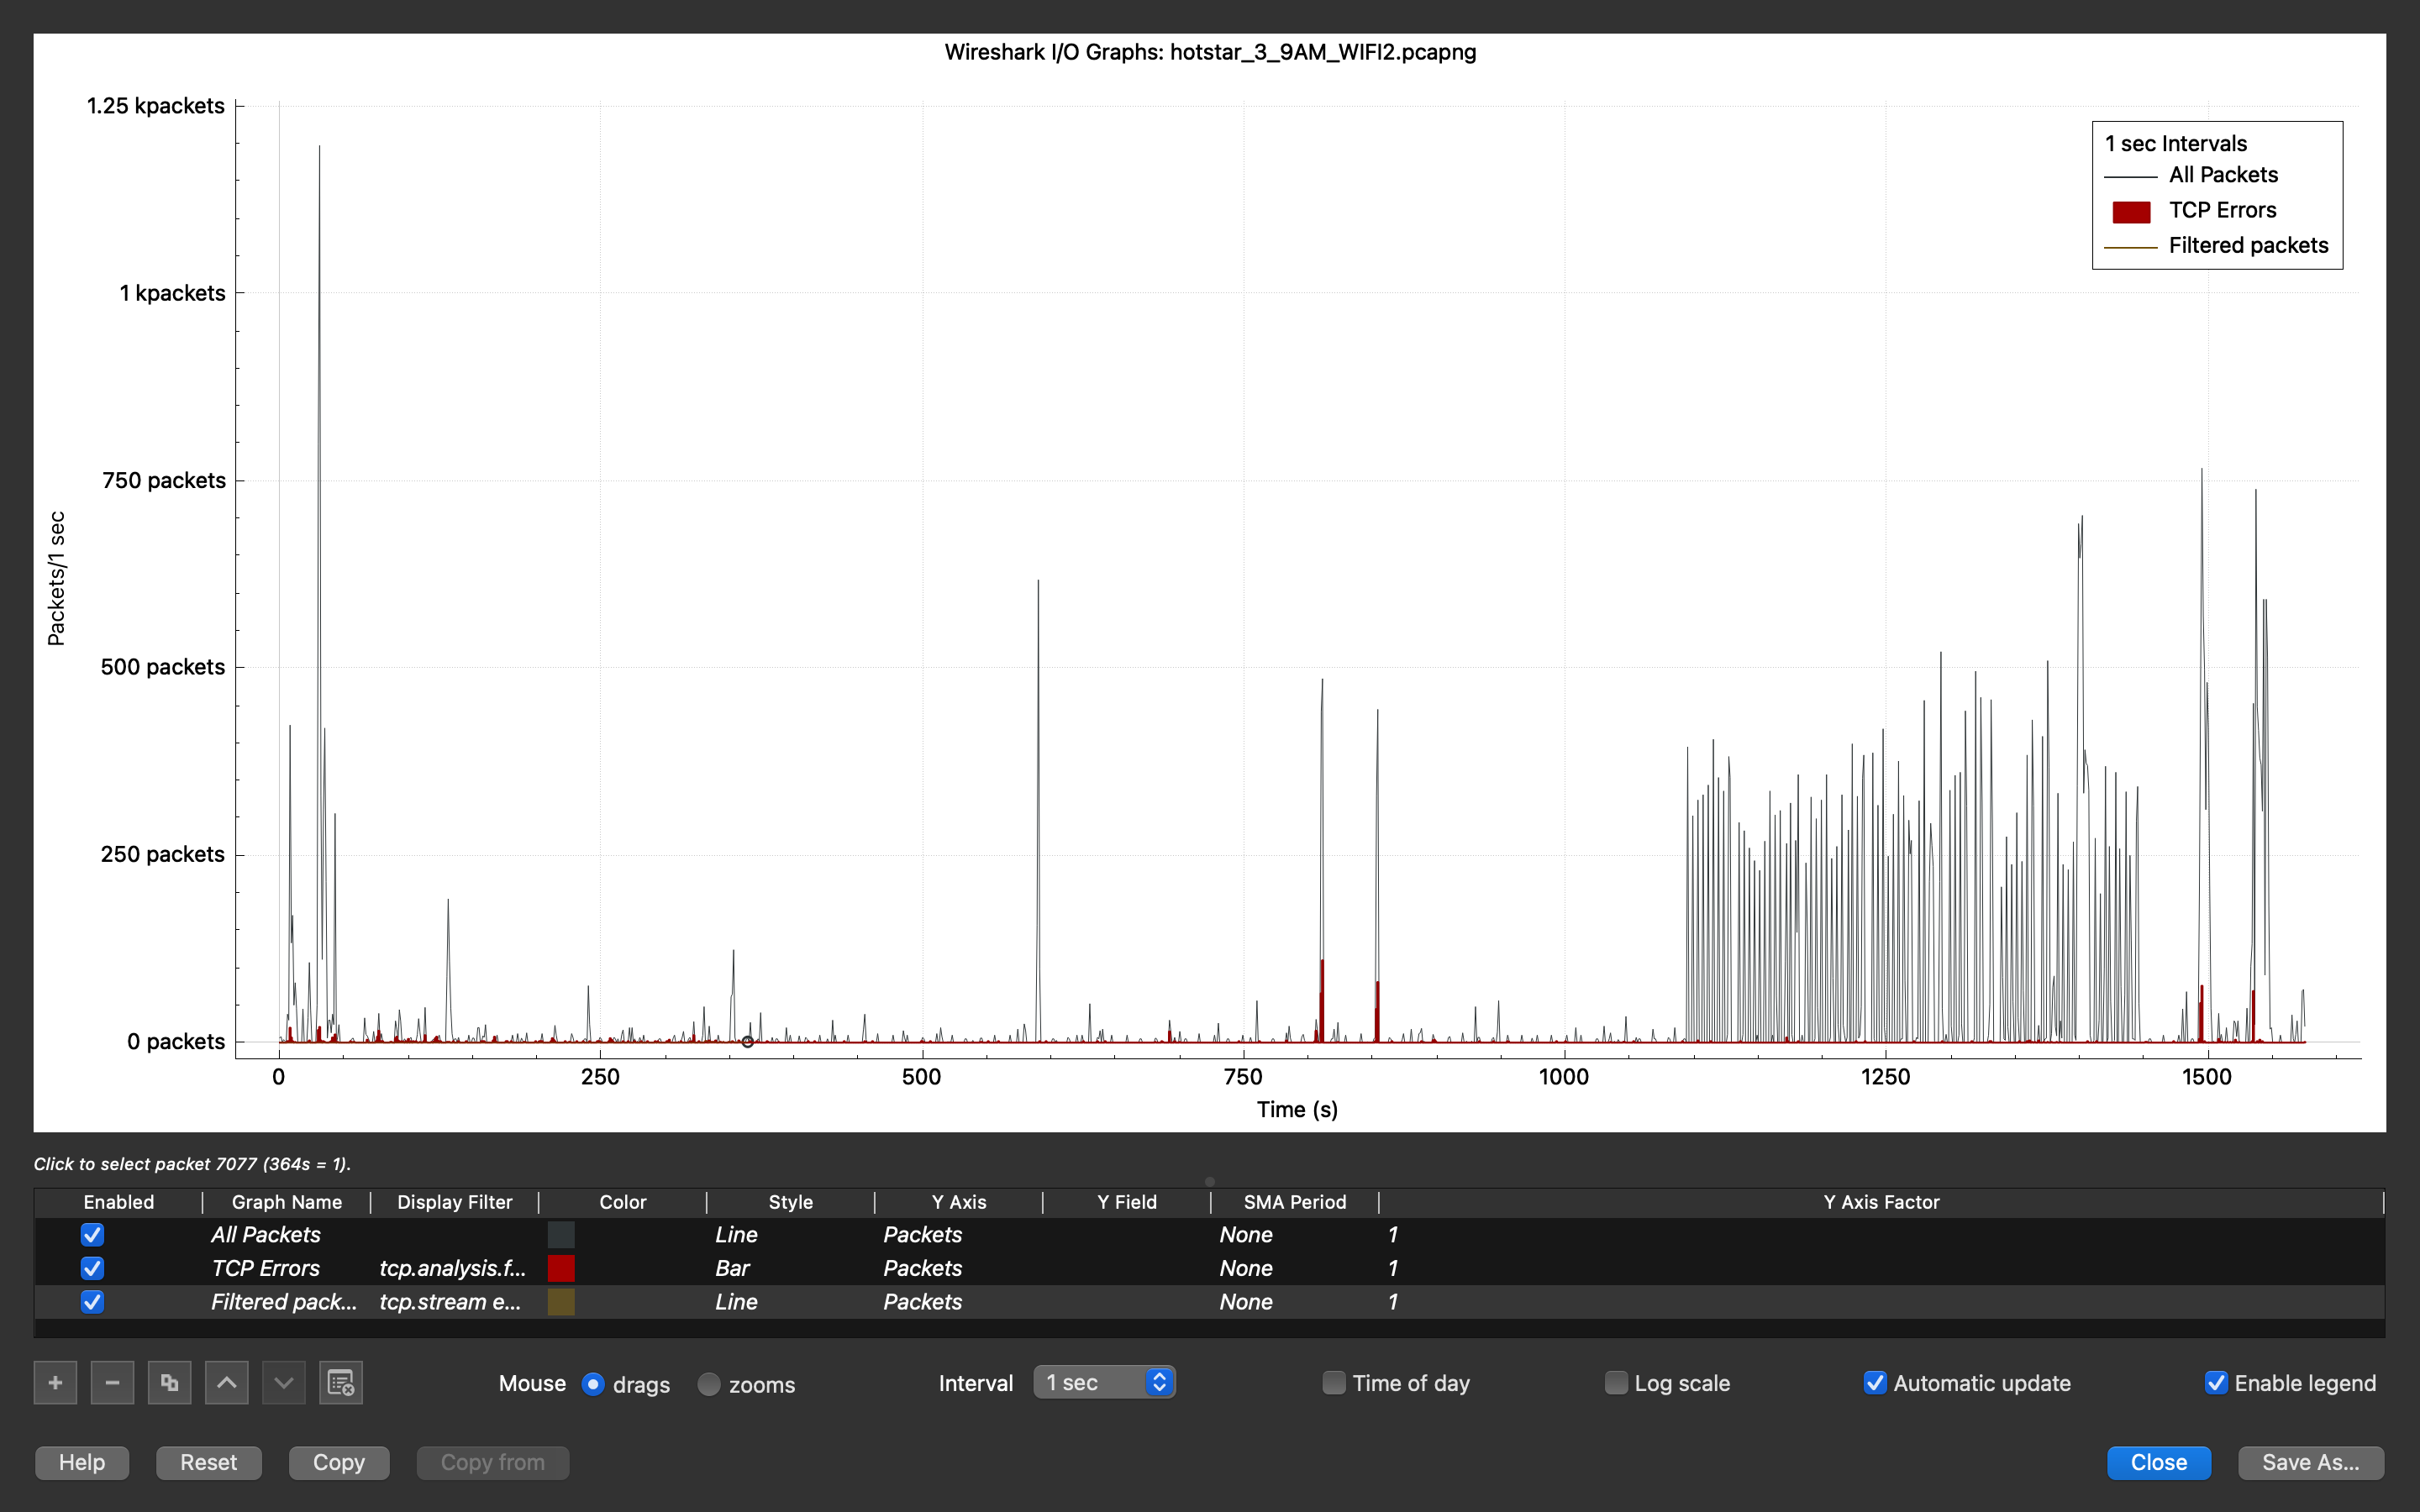 Wireshark I/O Graphs: hotstar_3_9AM_WIFI2.pcapng
1.25 kpackets
1 kpackets
750 packets
500 packets
250 packets
0 packets
Packets/1 sec
1 sec Intervals
All Packets
TCP Errors
Filtered packets
0 250 500 750 1000 1250 1500
Time (s)
Click to select packet 7077 (364s = 1).
Enabled Graph Name Display Filter Color Style Y Axis Y Field SMA Period Y Axis Factor
All Packets Line Packets None 1
TCP Errors tcp.analysis.f... Bar Packets None 1
Filtered pack... tcp.stream e... Line Packets None 1
Mouse drags zooms Interval 1 sec Time of day Log scale Automatic update Enable legend
Help Reset Copy Copy from Close Save As...